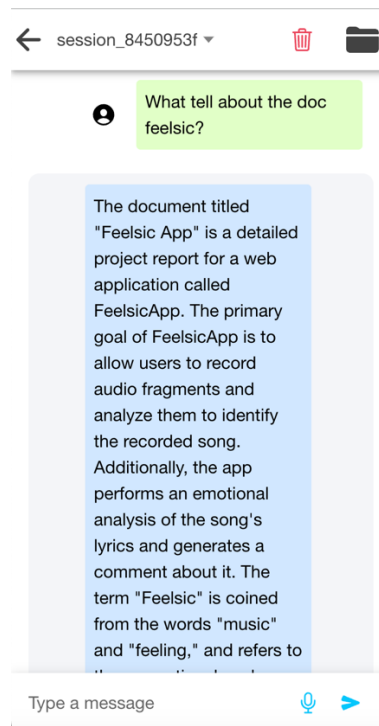 session_8450953f
What tell about the doc
feelsic?
The document titled
"Feelsic App" is a detailed
project report for a web
application called
FeelsicApp. The primary
goal of FeelsicApp is to
allow users to record
audio fragments and
analyze them to identify
the recorded song.
Additionally, the app
performs an emotional
analysis of the song's
lyrics and generates a
comment about it. The
term "Feelsic" is coined
from the words "music"
and "feeling," and refers to
Type a message